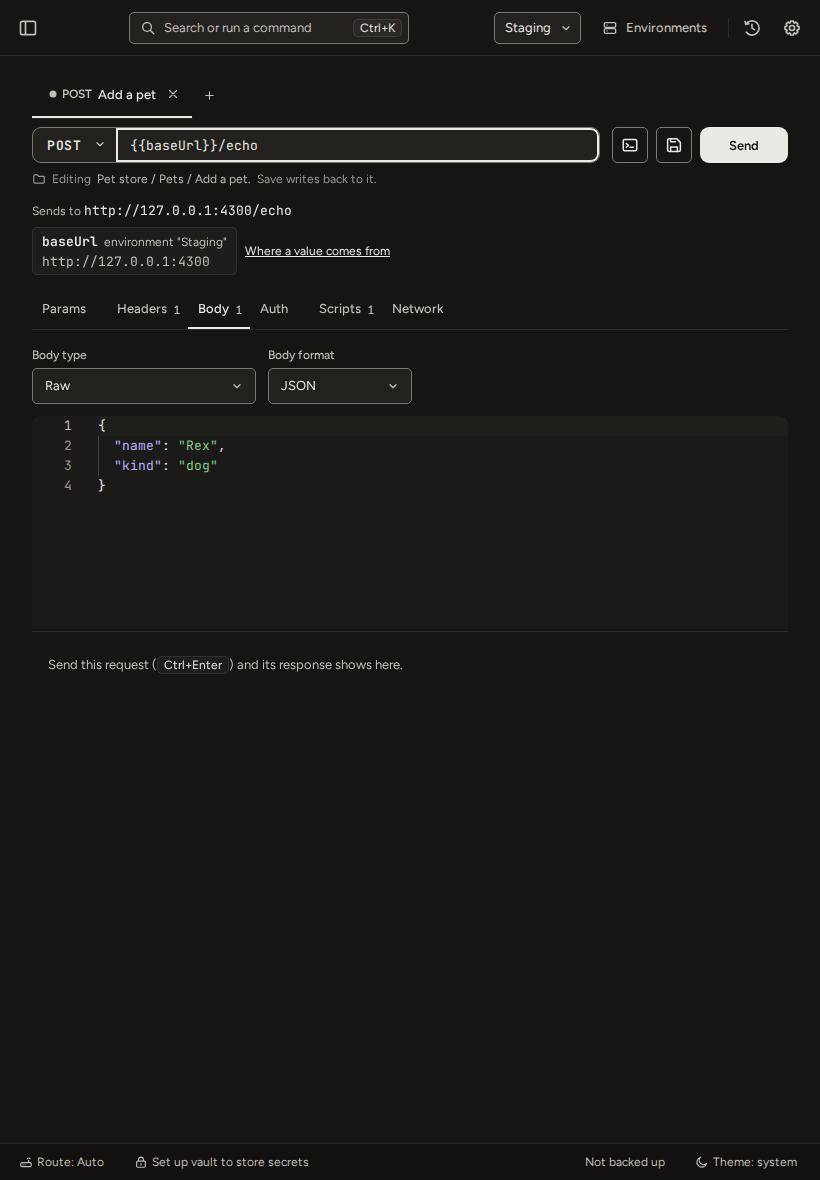 Search or run a command Ctrl+K Staging Environments
POST Add a pet
POST {{baseUrl}}/echo Send
Editing Pet store / Pets / Add a pet. Save writes back to it.
Sends to http://127.0.0.1:4300/echo
baseUrl environment "Staging"
http://127.0.0.1:4300
Where a value comes from
Params Headers 1 Body 1 Auth Scripts 1 Network
Body type Body format
Raw JSON
1 {
2 "name": "Rex",
3 "kind": "dog"
4 }
Send this request (Ctrl+Enter) and its response shows here.
Route: Auto Set up vault to store secrets Not backed up Theme: system